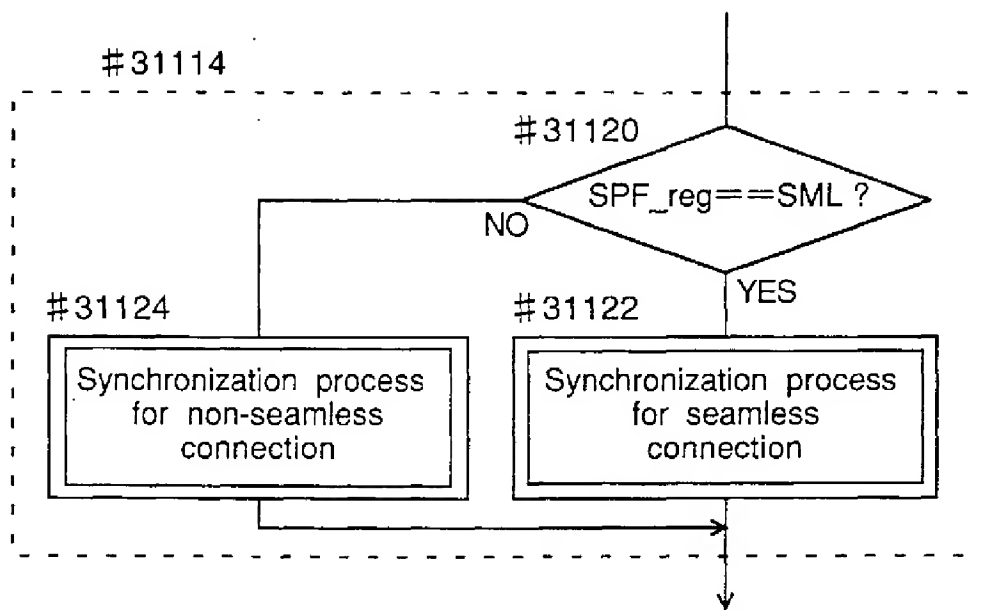 #31114
#31120
SPF_reg==SML ?
NO
YES
#31124
#31122
Synchronization process
for non-seamless
connection
Synchronization process
for seamless
connection